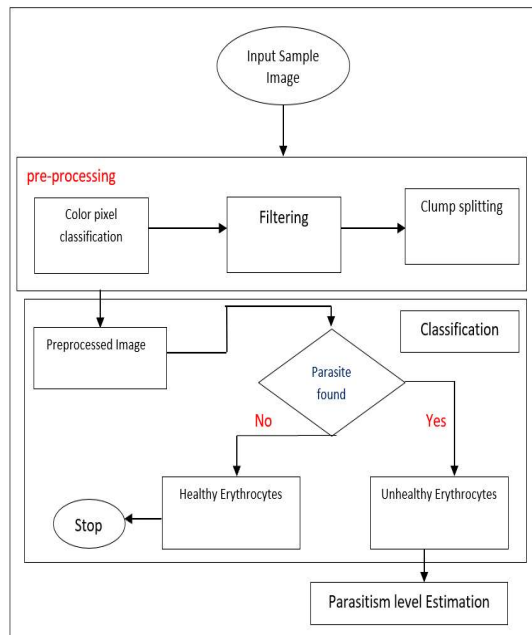 Input Sample
Image
pre-processing
Color pixel
classification
Filtering
Clump splitting
Preprocessed Image
Classification
Parasite
found
No
Yes
Healthy Erythrocytes
Unhealthy Erythrocytes
Stop
Parasitism level Estimation